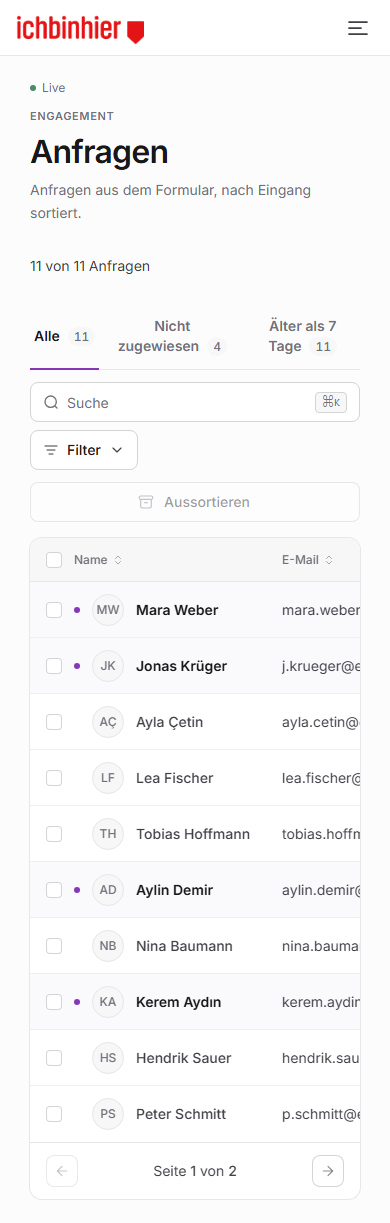 ichbinhier
Live
ENGAGEMENT
Anfragen
Anfragen aus dem Formular, nach Eingang
sortiert.
11 von 11 Anfragen
Alle 11
Nicht
zugewiesen 4
Älter als 7
Tage 11
Suche ⌘K
Filter
Aussortieren
Name E-Mail
MW Mara Weber mara.weber
JK Jonas Krüger j.krueger@e
AÇ Ayla Çetin ayla.cetin@
LF Lea Fischer lea.fischer@
TH Tobias Hoffmann tobias.hoffm
AD Aylin Demir aylin.demir@
NB Nina Baumann nina.bauma
KA Kerem Aydın kerem.aydin
HS Hendrik Sauer hendrik.sau
PS Peter Schmitt p.schmitt@e
Seite 1 von 2